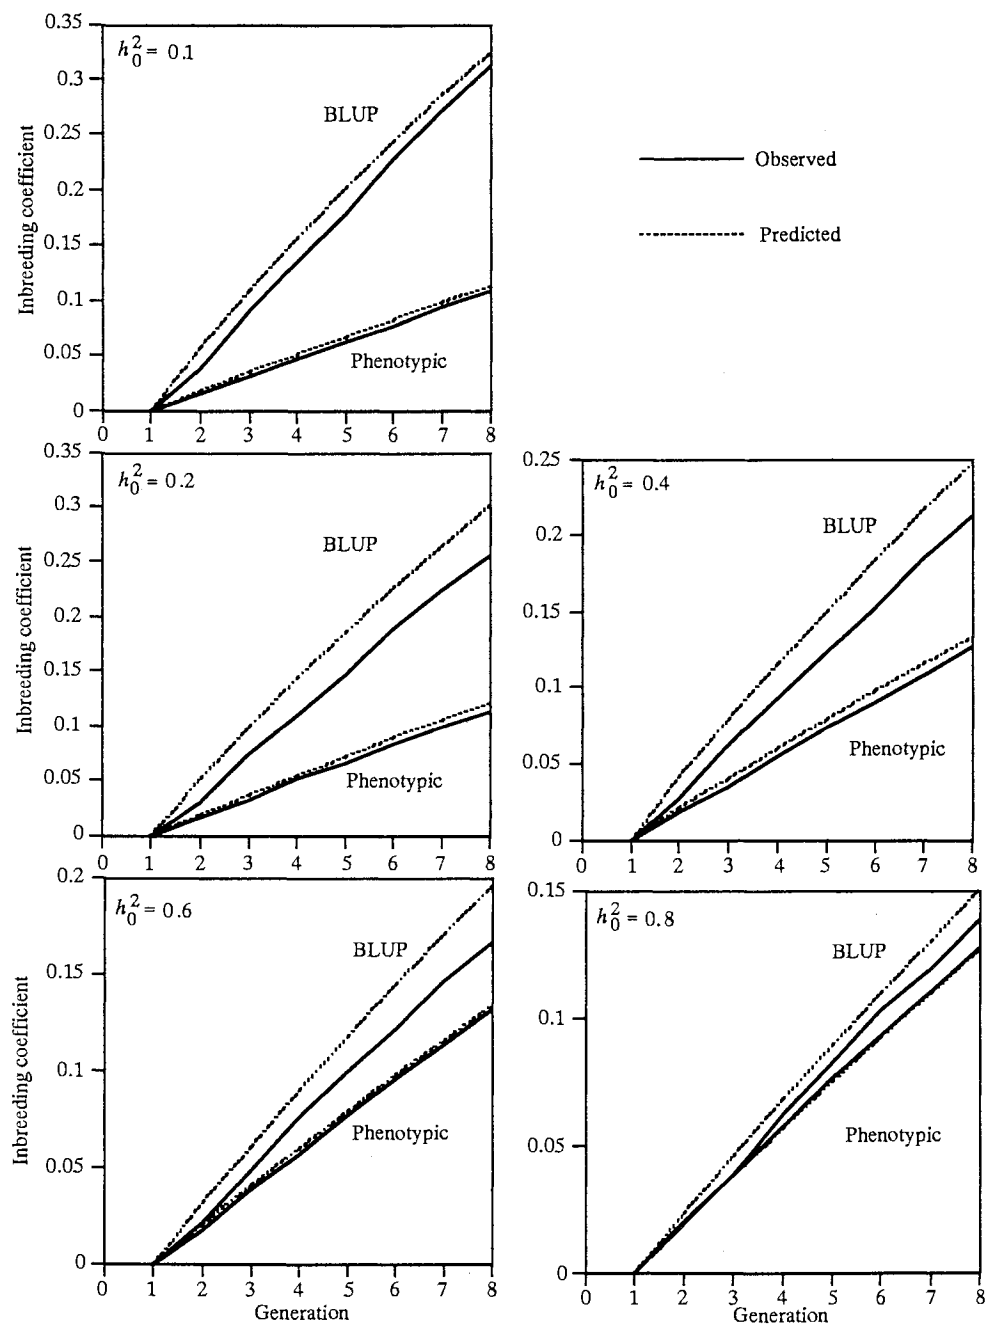 0.35
h₀² = 0.1
0.3
BLUP
0.25
0.2
0.15
0.1
0.05
0
Inbreeding coefficient
Phenotypic
1 2 3 4 5 6 7 8
0
Observed
Predicted
0.35
h₀² = 0.2
0.3
BLUP
0.25
0.2
0.15
0.1
0.05
0
Inbreeding coefficient
Phenotypic
0 1 2 3 4 5 6 7 8
0.25
h₀² = 0.4
BLUP
0.2
0.15
0.1
0.05
0
Phenotypic
0 1 2 3 4 5 6 7 8
0.2
h₀² = 0.6
BLUP
0.15
0.1
0.05
0
Inbreeding coefficient
Phenotypic
0 1 2 3 4 5 6 7 8
Generation
0.15
h₀² = 0.8
BLUP
0.1
0.05
0
Phenotypic
0 1 2 3 4 5 6 7 8
Generation